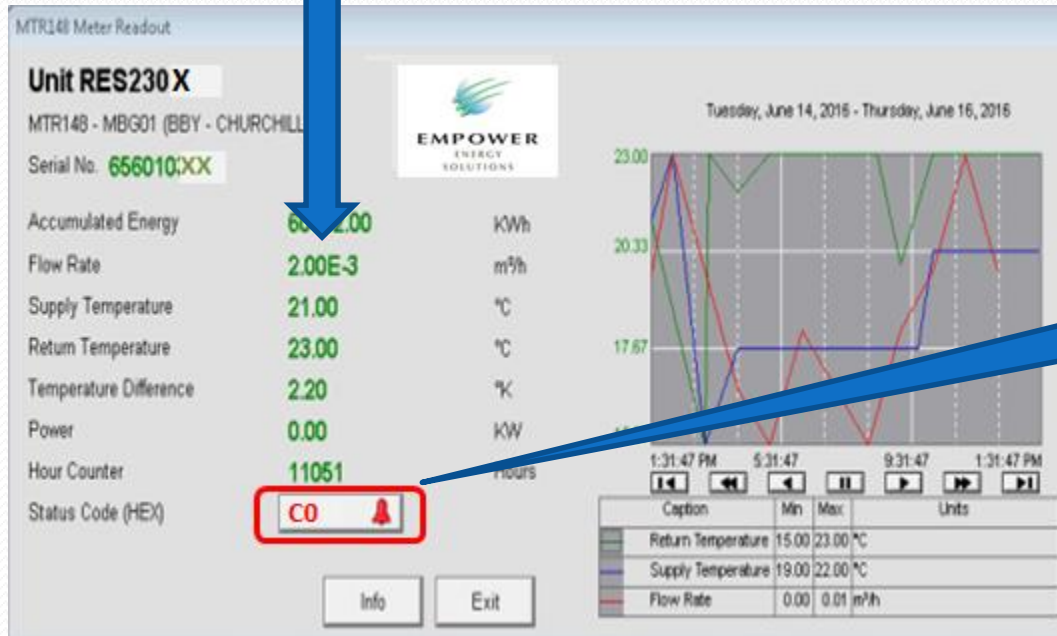 MTR148 Meter Readout
Unit RES230X
MTR148 - MBG01 (BBY - CHURCHILL
Serial No. XX
EMPOWER
ENERGY
SOLUTIONS
Accumulated Energy KWh
Flow Rate 2.00E-3 m³/h
Supply Temperature 21.00 °C
Return Temperature 23.00 °C
Temperature Difference 2.20 °K
Power 0.00 KW
Hour Counter 11051 Hours
Status Code (HEX) C0
Info Exit
Tuesday, June 14, 2016 - Thursday, June 16, 2016
23.00
20.33
17.67
1:31:47 PM 5:31:47 9:31:47 1:31:47 PM
Caption Min Max Units
Return Temperature 15.00 23.00 °C
Supply Temperature 19.00 22.00 °C
Flow Rate 0.00 0.01 m³/h